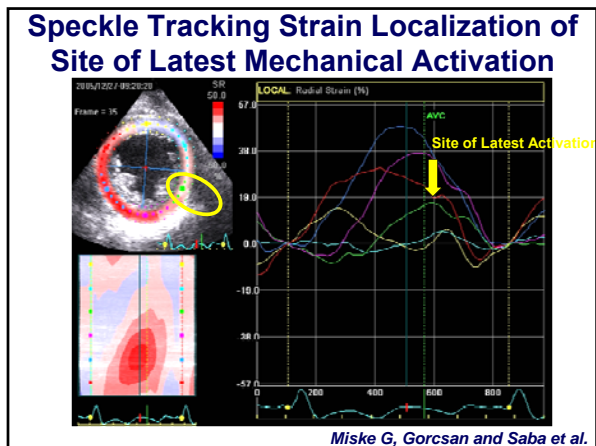 Speckle Tracking Strain Localization of
Site of Latest Mechanical Activation
2005/12/27-09:20:20
SR
50.0
Frame = 35
LOCAL Radial Strain (%)
57.0
AVC
Site of Latest Activation
38.0
19.0
0.0
-19.0
-38.0
-57.0
200
400
600
800
Miske G, Gorcsan and Saba et al.